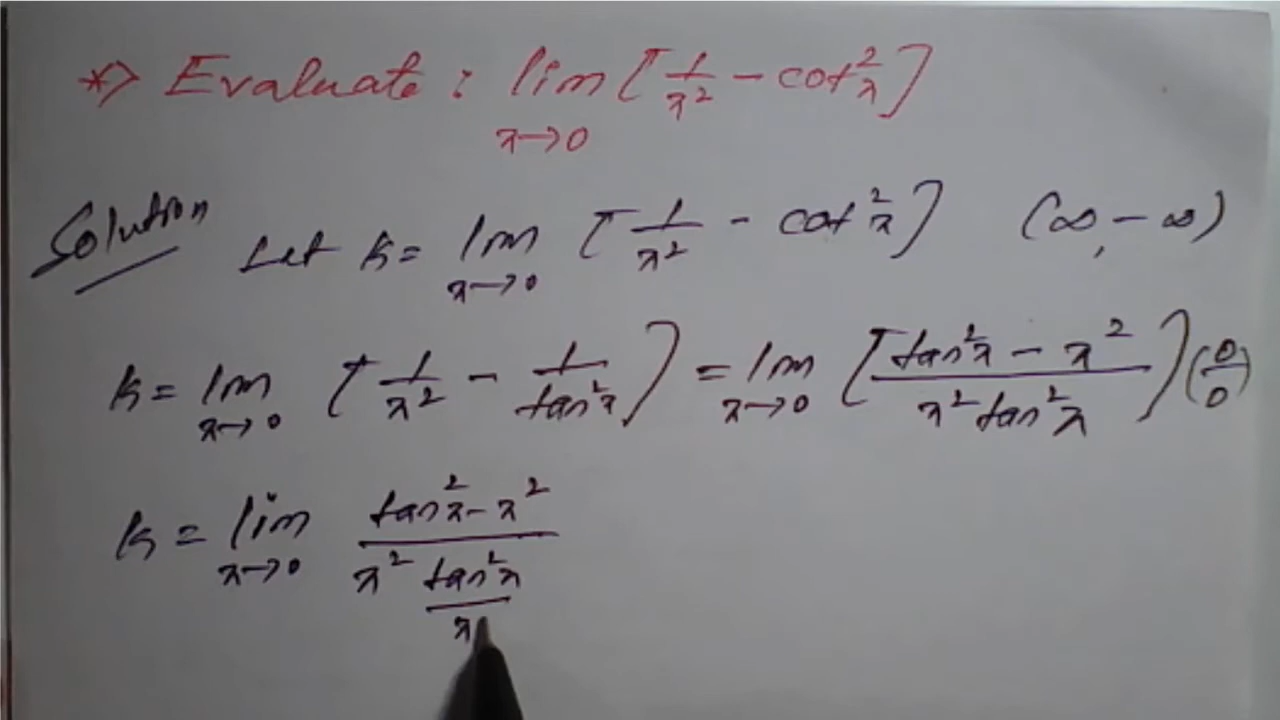 *> Evaluate : lim x→0 [1/x² - cot²x]
Solution Let k = lim x→0 [1/x² - cot²x] (∞ - ∞)
k = lim x→0 [1/x² - 1/tan²x] = lim x→0 [(tan²x - x²)/(x² tan²x)] (0/0)
k = lim x→0 (tan²x - x²)/(x² tan²x/x